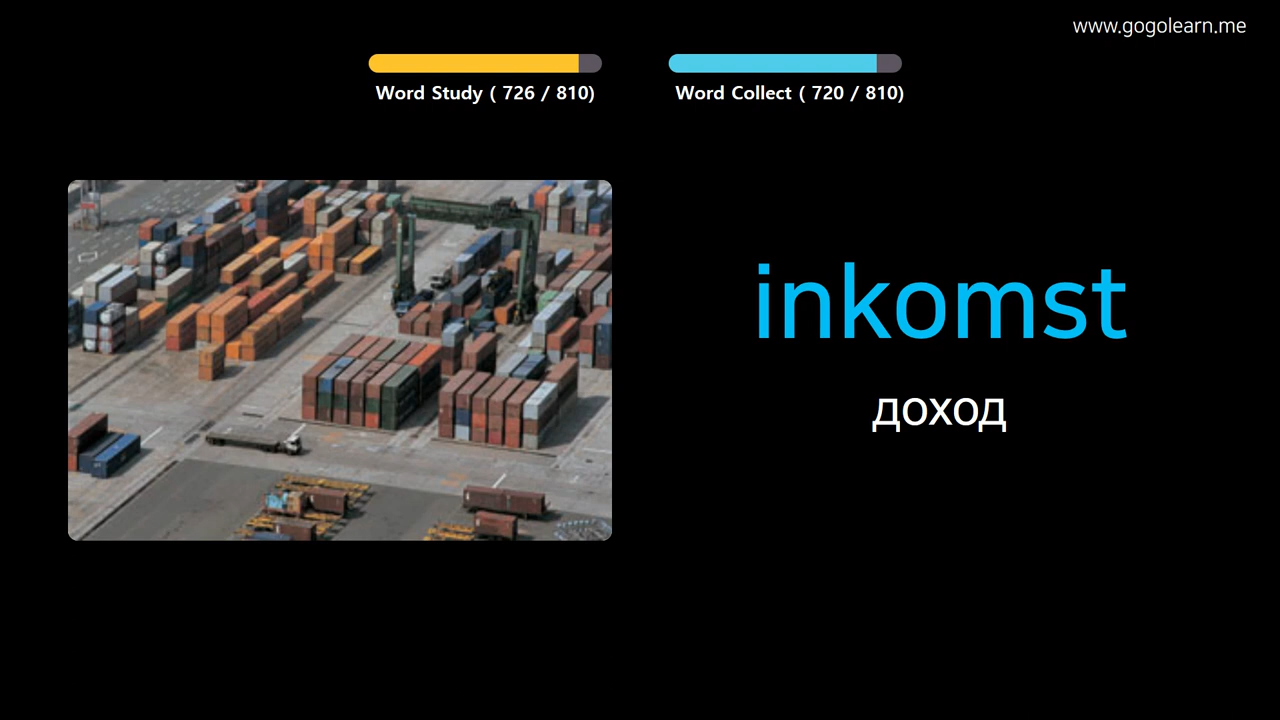 www.gogolearn.me
Word Study ( 726 / 810)
Word Collect ( 720 / 810)
inkomst
доход